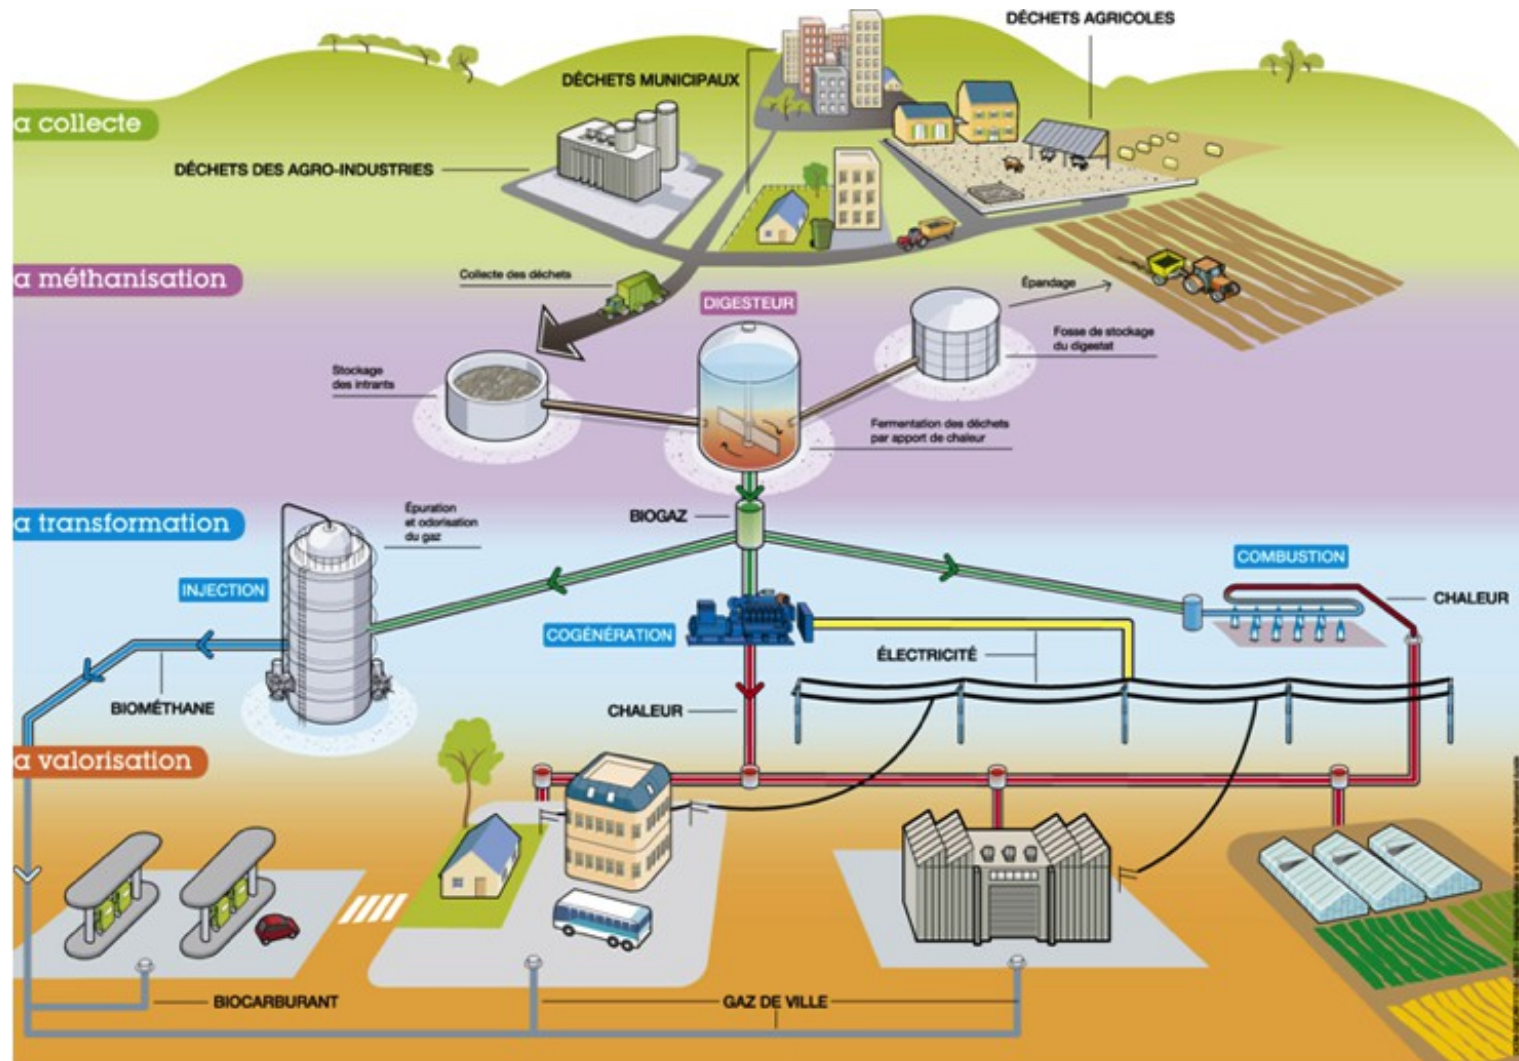 DÉCHETS AGRICOLES
DÉCHETS MUNICIPAUX
a collecte
DÉCHETS DES AGRO-INDUSTRIES
a méthanisation
Collecte des déchets
DIGESTEUR
Épandage
Fosse de stockage
du digestat
Stockage
des intrants
Fermentation des déchets
par apport de chaleur
a transformation
Épuration
et odorisation
du gaz
BIOGAZ
COMBUSTION
INJECTION
CHALEUR
COGÉNÉRATION
ÉLECTRICITÉ
BIOMÉTHANE
CHALEUR
a valorisation
BIOCARBURANT
GAZ DE VILLE